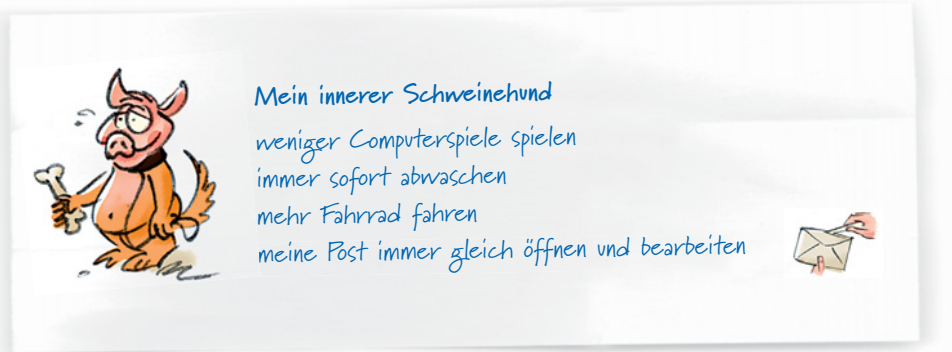 Mein innerer Schweinehund
weniger Computerspiele spielen
immer sofort abwaschen
mehr Fahrrad fahren
meine Post immer gleich öffnen und bearbeiten